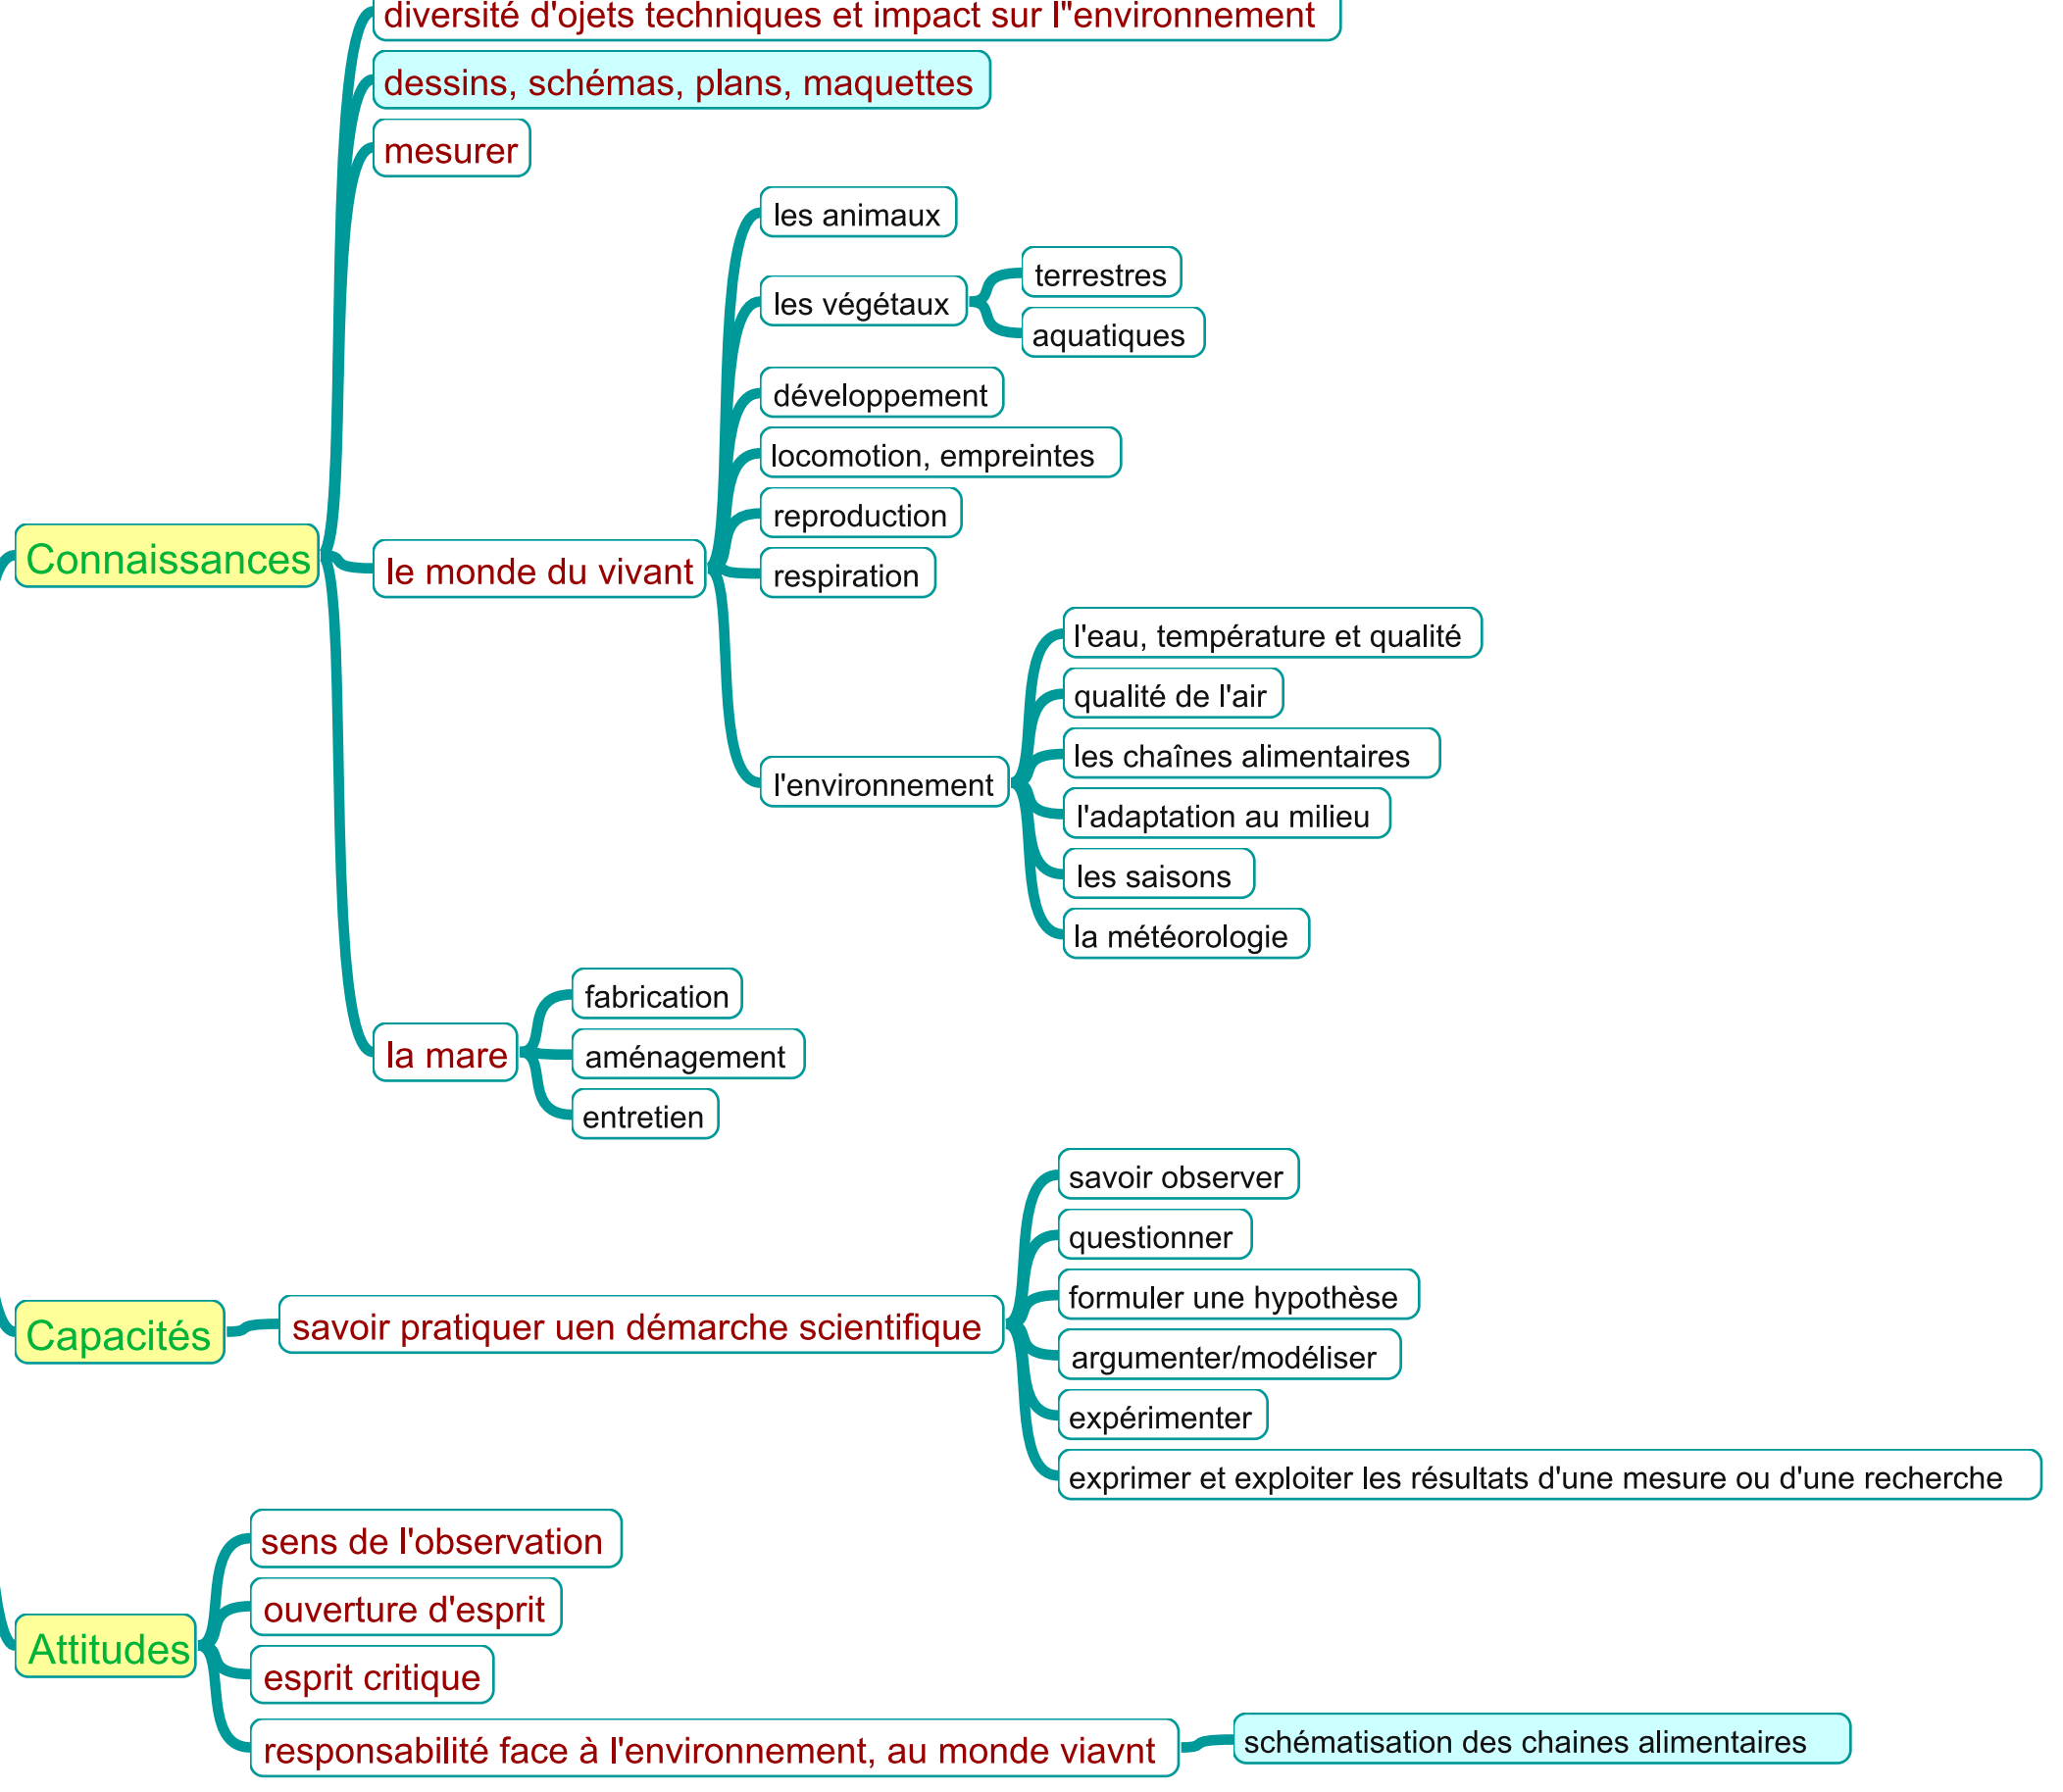 diversité d'ojets techniques et impact sur l"environnement
dessins, schémas, plans, maquettes
mesurer
les animaux
terrestres
les végétaux
aquatiques
développement
locomotion, empreintes
reproduction
Connaissances
le monde du vivant
respiration
l'eau, température et qualité
qualité de l'air
les chaînes alimentaires
l'environnement
l'adaptation au milieu
les saisons
la météorologie
fabrication
la mare
aménagement
entretien
savoir observer
questionner
formuler une hypothèse
Capacités
savoir pratiquer uen démarche scientifique
argumenter/modéliser
expérimenter
exprimer et exploiter les résultats d'une mesure ou d'une recherche
sens de l'observation
ouverture d'esprit
Attitudes
esprit critique
responsabilité face à l'environnement, au monde viavnt
schématisation des chaines alimentaires